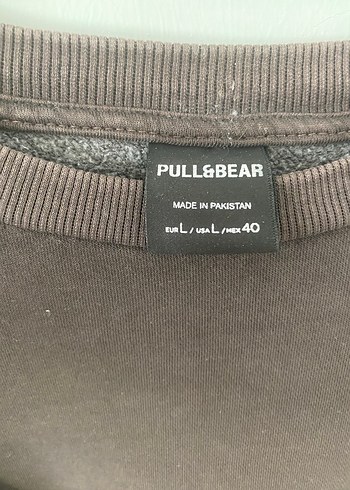 PULL&BEAR
MADE IN PAKISTAN
EUR L / USA L / MEX 40